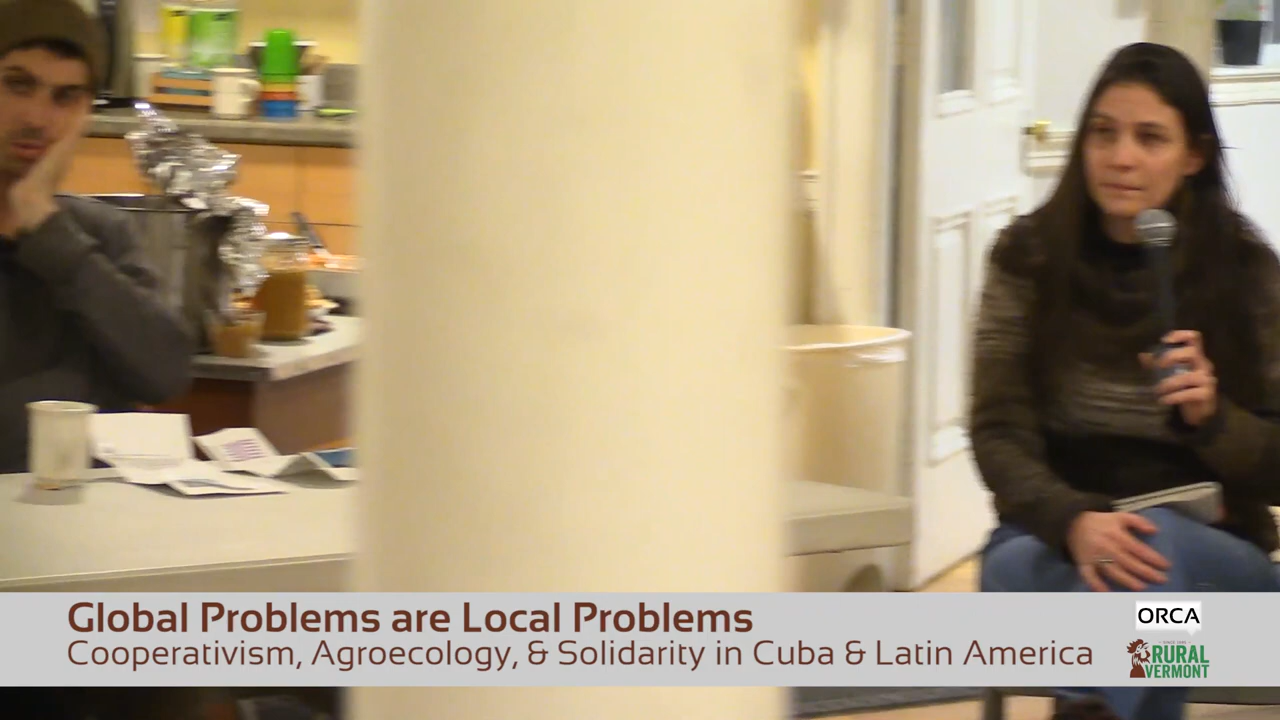 Global Problems are Local Problems
Cooperativism, Agroecology, & Solidarity in Cuba & Latin America
ORCA
RURAL
VERMONT